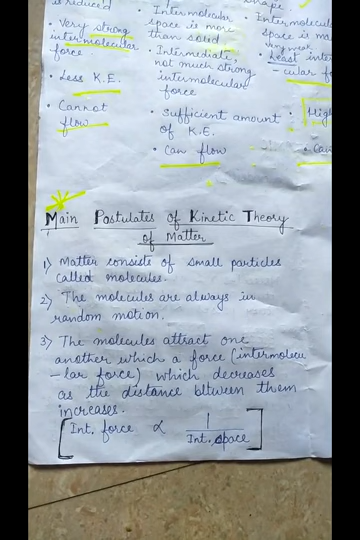 is reduced
• Very strong
intermolecular
force.
• Less K.E.
• Cannot
flow
• Intermolecular
space is more
than solid
• Intermediate,
not much strong
intermolecular
force
• sufficient amount
of K.E.
• Can flow
shape.
• Intermolecul
space is ma
very weak.
• Least inter
-cular fo
• High
• Can
Main Postulates of Kinetic Theory
of Matter
1) Matter consists of small particles
called molecules.
2) The molecules are always in
random motion.
3) The molecules attract one
another which a force (intermolecu
-lar force) which decreases
as the distance between them
increases.
[Int. force ∝ 1
Int. space]